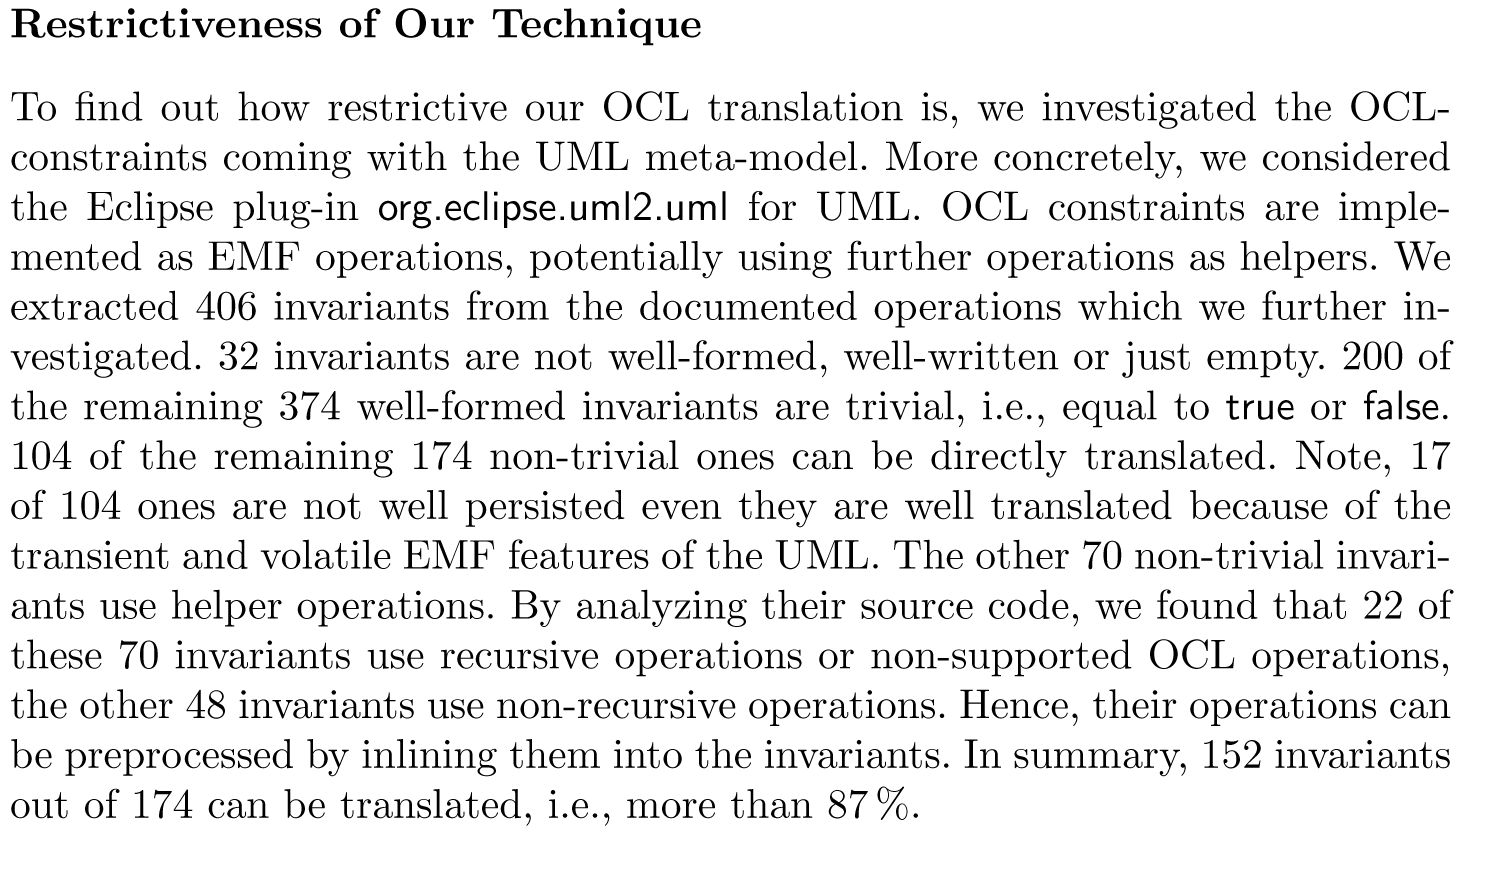 Restrictiveness of Our Technique
To find out how restrictive our OCL translation is, we investigated the OCL-
constraints coming with the UML meta-model. More concretely, we considered
the Eclipse plug-in org.eclipse.uml2.uml for UML. OCL constraints are imple-
mented as EMF operations, potentially using further operations as helpers. We
extracted 406 invariants from the documented operations which we further in-
vestigated. 32 invariants are not well-formed, well-written or just empty. 200 of
the remaining 374 well-formed invariants are trivial, i.e., equal to true or false.
104 of the remaining 174 non-trivial ones can be directly translated. Note, 17
of 104 ones are not well persisted even they are well translated because of the
transient and volatile EMF features of the UML. The other 70 non-trivial invari-
ants use helper operations. By analyzing their source code, we found that 22 of
these 70 invariants use recursive operations or non-supported OCL operations,
the other 48 invariants use non-recursive operations. Hence, their operations can
be preprocessed by inlining them into the invariants. In summary, 152 invariants
out of 174 can be translated, i.e., more than 87 %.